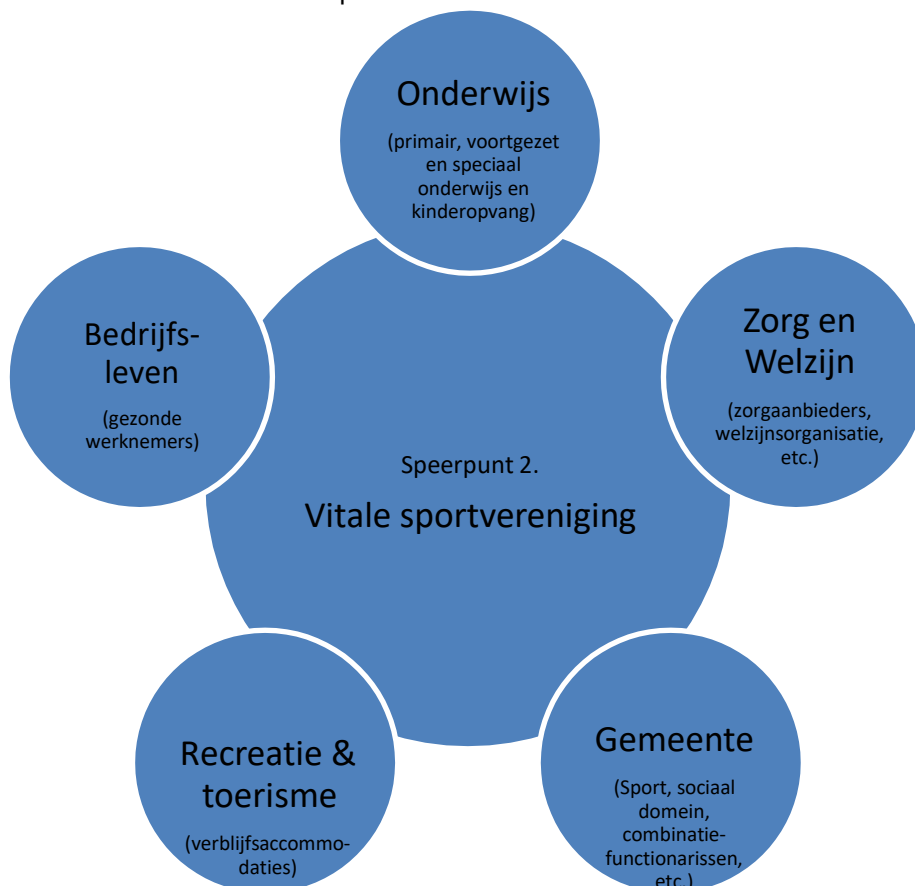 Onderwijs
(primair, voortgezet
en speciaal
onderwijs en
kinderopvang)
Bedrijfs-
leven
(gezonde
werknemers)
Zorg en
Welzijn
(zorgaanbieders,
welzijnsorganisatie,
etc.)
Speerpunt 2.
Vitale sportvereniging
Recreatie &
toerisme
(verblijfsaccommo-
daties)
Gemeente
(Sport, sociaal
domein,
combinatie-
functionarissen,
etc.)